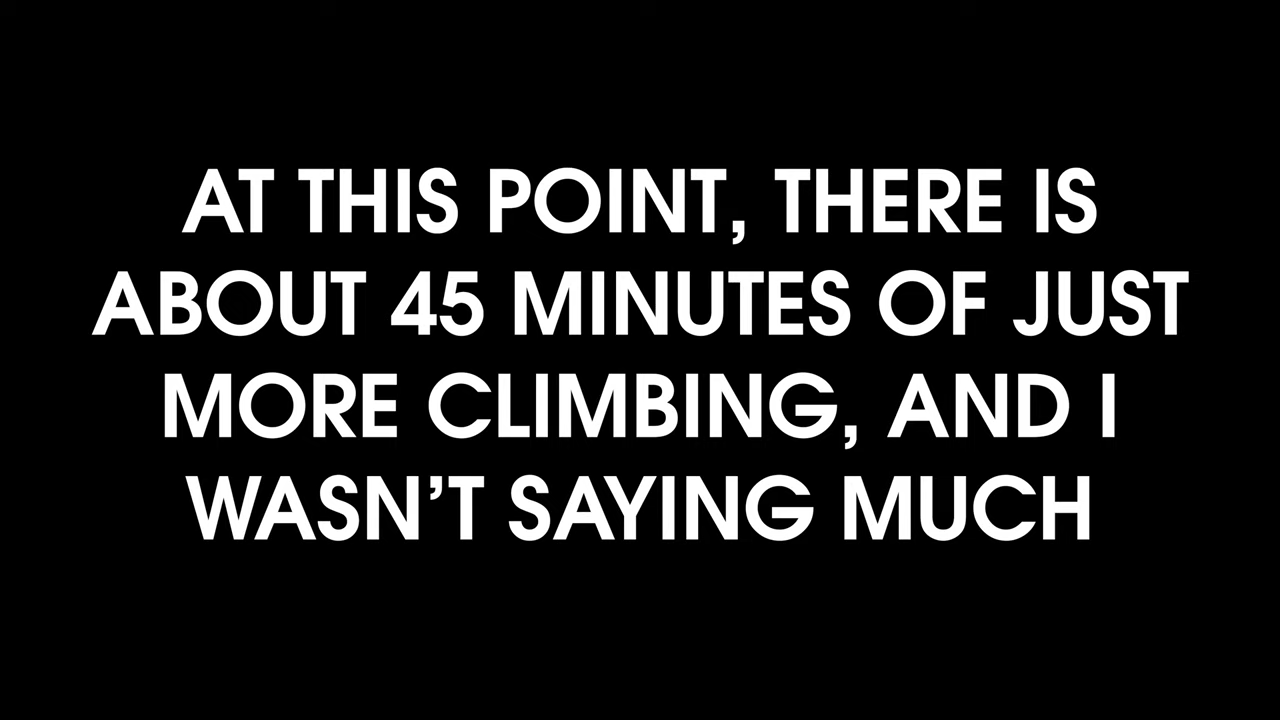 AT THIS POINT, THERE IS
ABOUT 45 MINUTES OF JUST
MORE CLIMBING, AND I
WASN’T SAYING MUCH